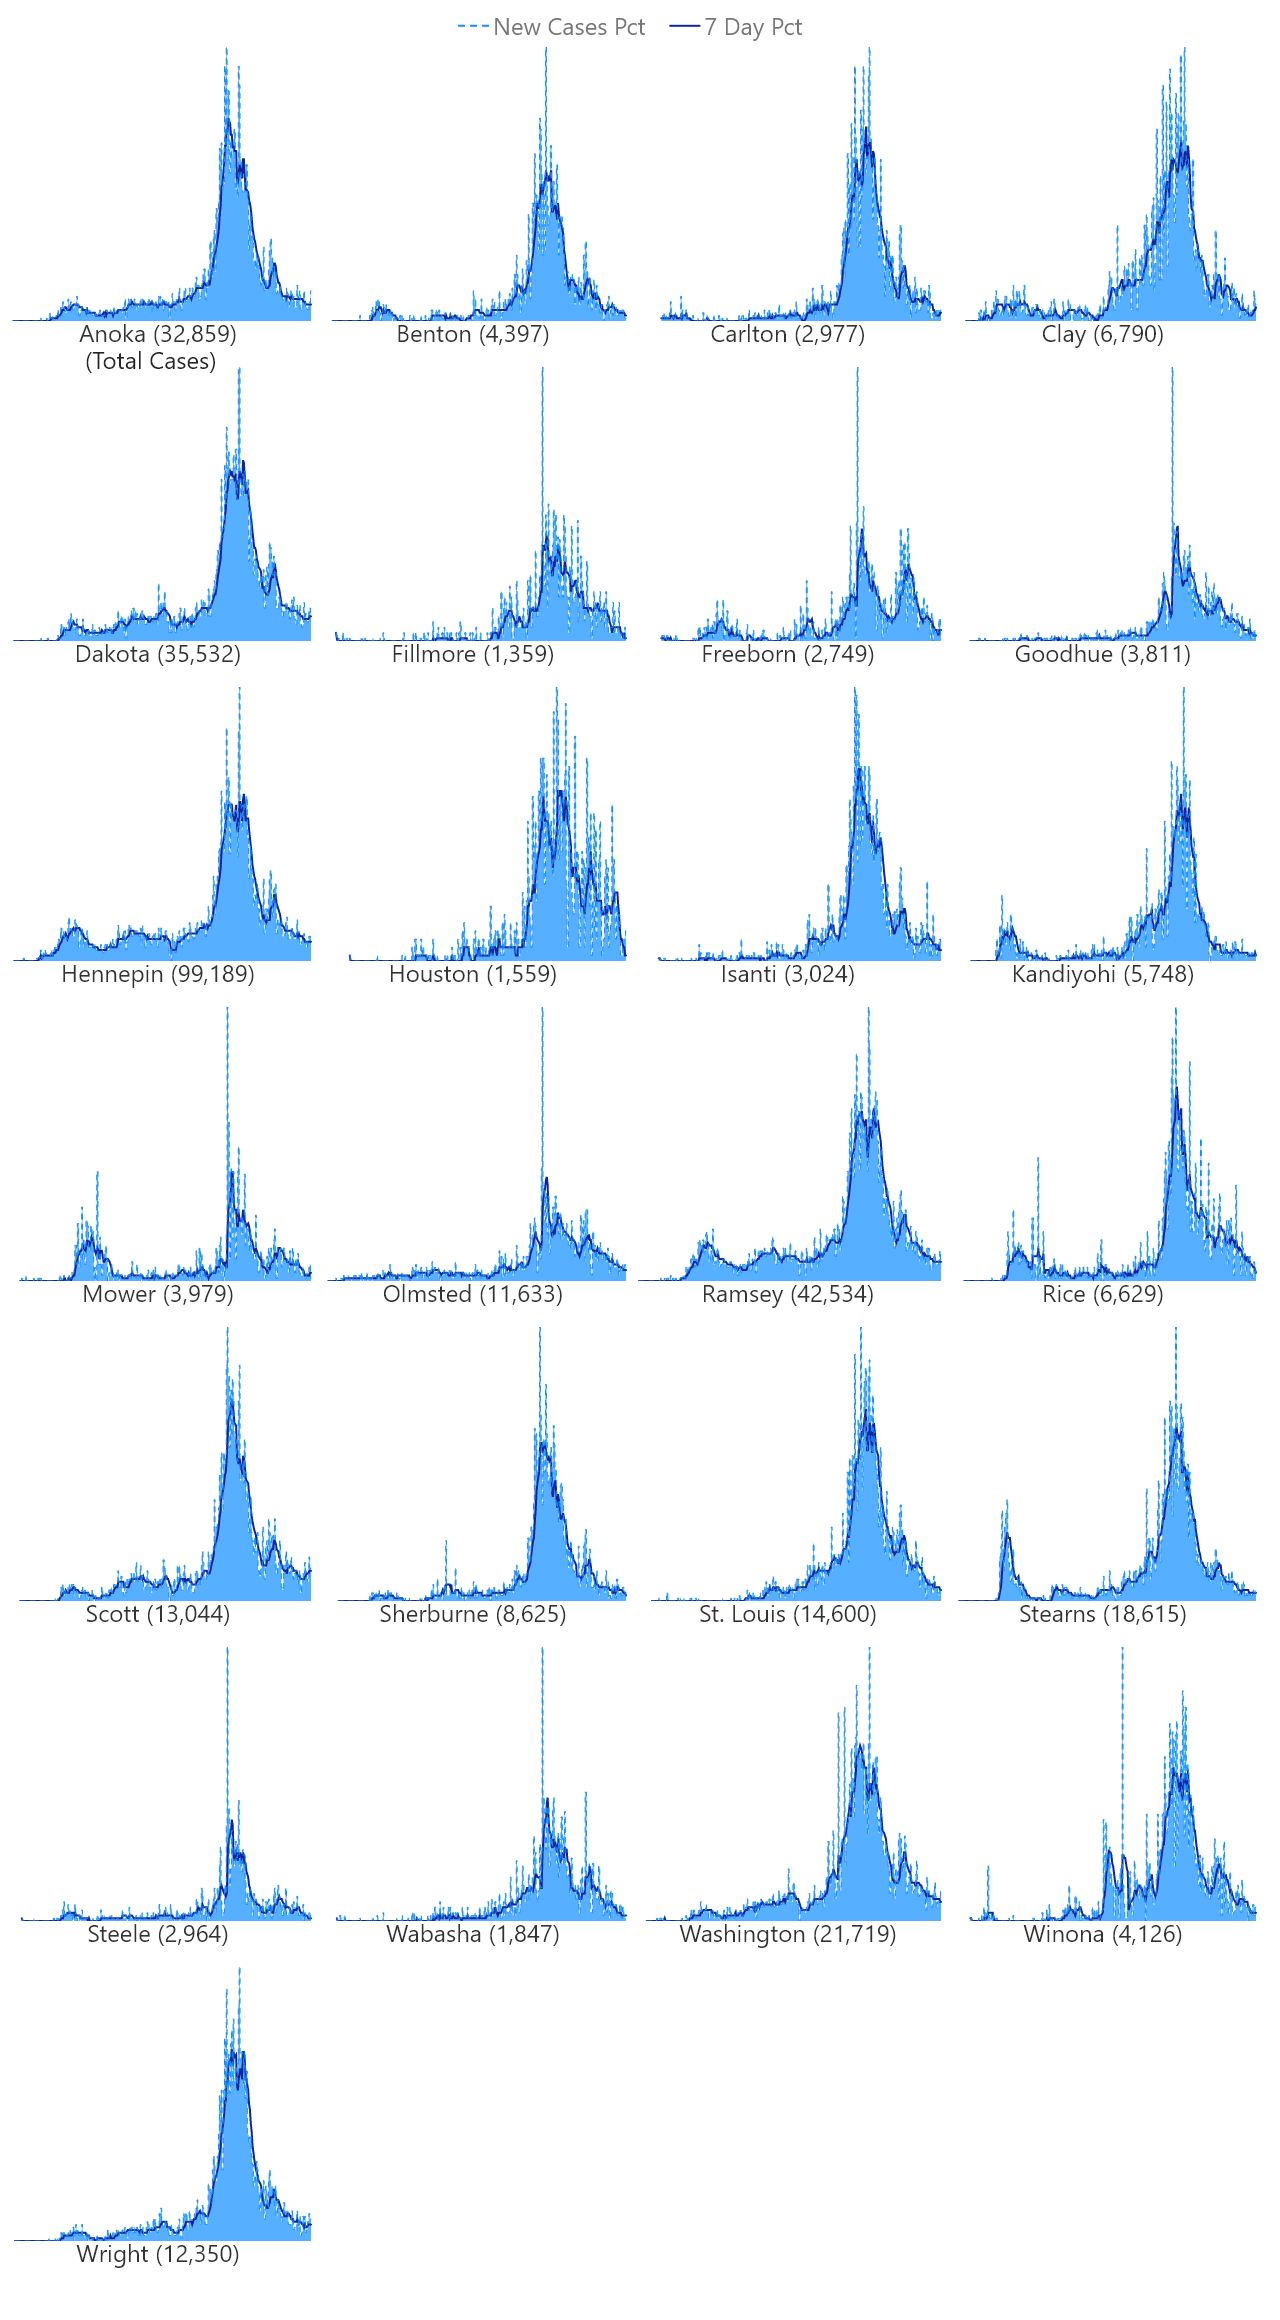 New Cases Pct 7 Day Pct
Anoka (32,859) Benton (4,397) Carlton (2,977) Clay (6,790)
(Total Cases)
Dakota (35,532) Fillmore (1,359) Freeborn (2,749) Goodhue (3,811)
Hennepin (99,189) Houston (1,559) Isanti (3,024) Kandiyohi (5,748)
Mower (3,979) Olmsted (11,633) Ramsey (42,534) Rice (6,629)
Scott (13,044) Sherburne (8,625) St. Louis (14,600) Stearns (18,615)
Steele (2,964) Wabasha (1,847) Washington (21,719) Winona (4,126)
Wright (12,350)